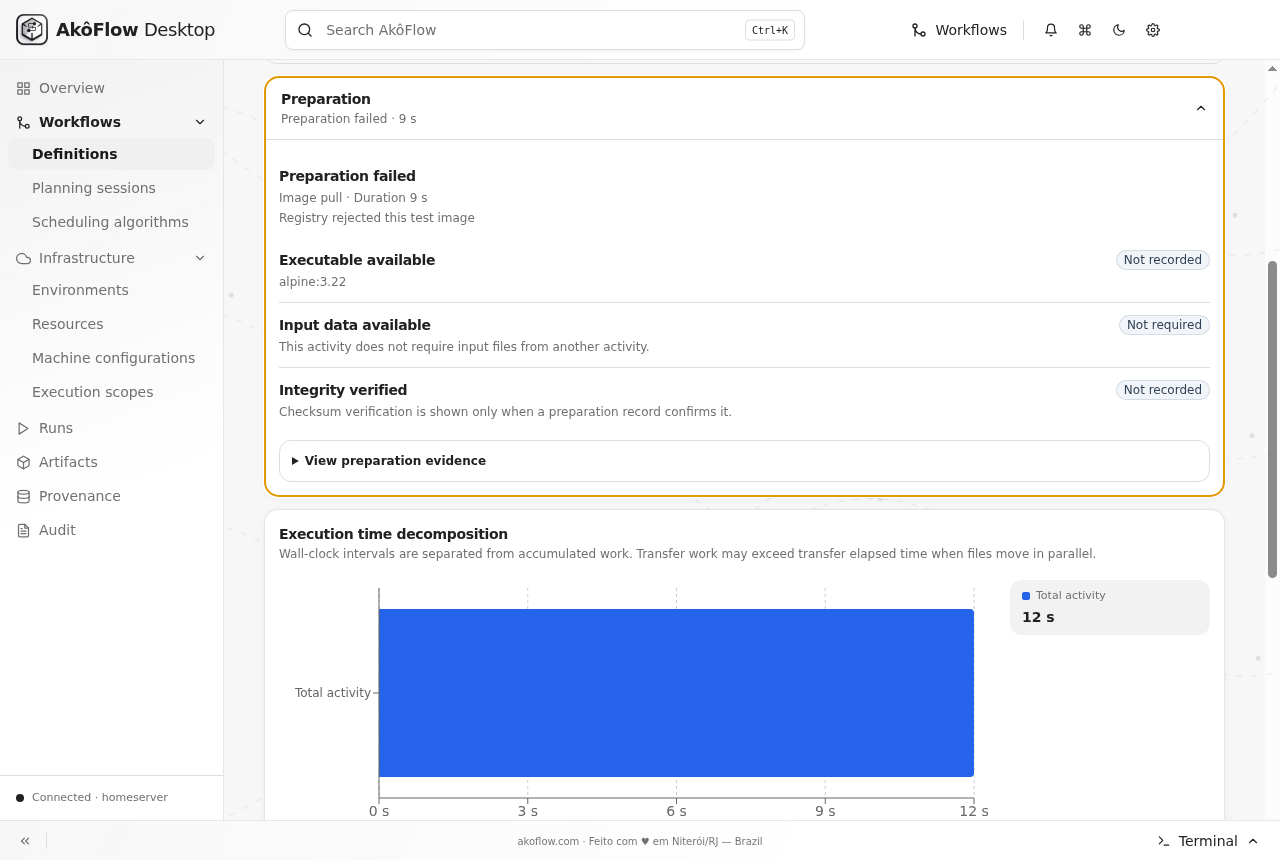 AkôFlow Desktop
Search AkôFlow
Ctrl+K
Workflows
Overview
Workflows
Definitions
Planning sessions
Scheduling algorithms
Infrastructure
Environments
Resources
Machine configurations
Execution scopes
Runs
Artifacts
Provenance
Audit
Connected · homeserver
Preparation
Preparation failed · 9 s
Preparation failed
Image pull · Duration 9 s
Registry rejected this test image
Executable available
Not recorded
alpine:3.22
Input data available
Not required
This activity does not require input files from another activity.
Integrity verified
Not recorded
Checksum verification is shown only when a preparation record confirms it.
View preparation evidence
Execution time decomposition
Wall-clock intervals are separated from accumulated work. Transfer work may exceed transfer elapsed time when files move in parallel.
Total activity
12 s
Total activity
0 s 3 s 6 s 9 s 12 s
akoflow.com · Feito com ♥ em Niterói/RJ — Brazil
Terminal